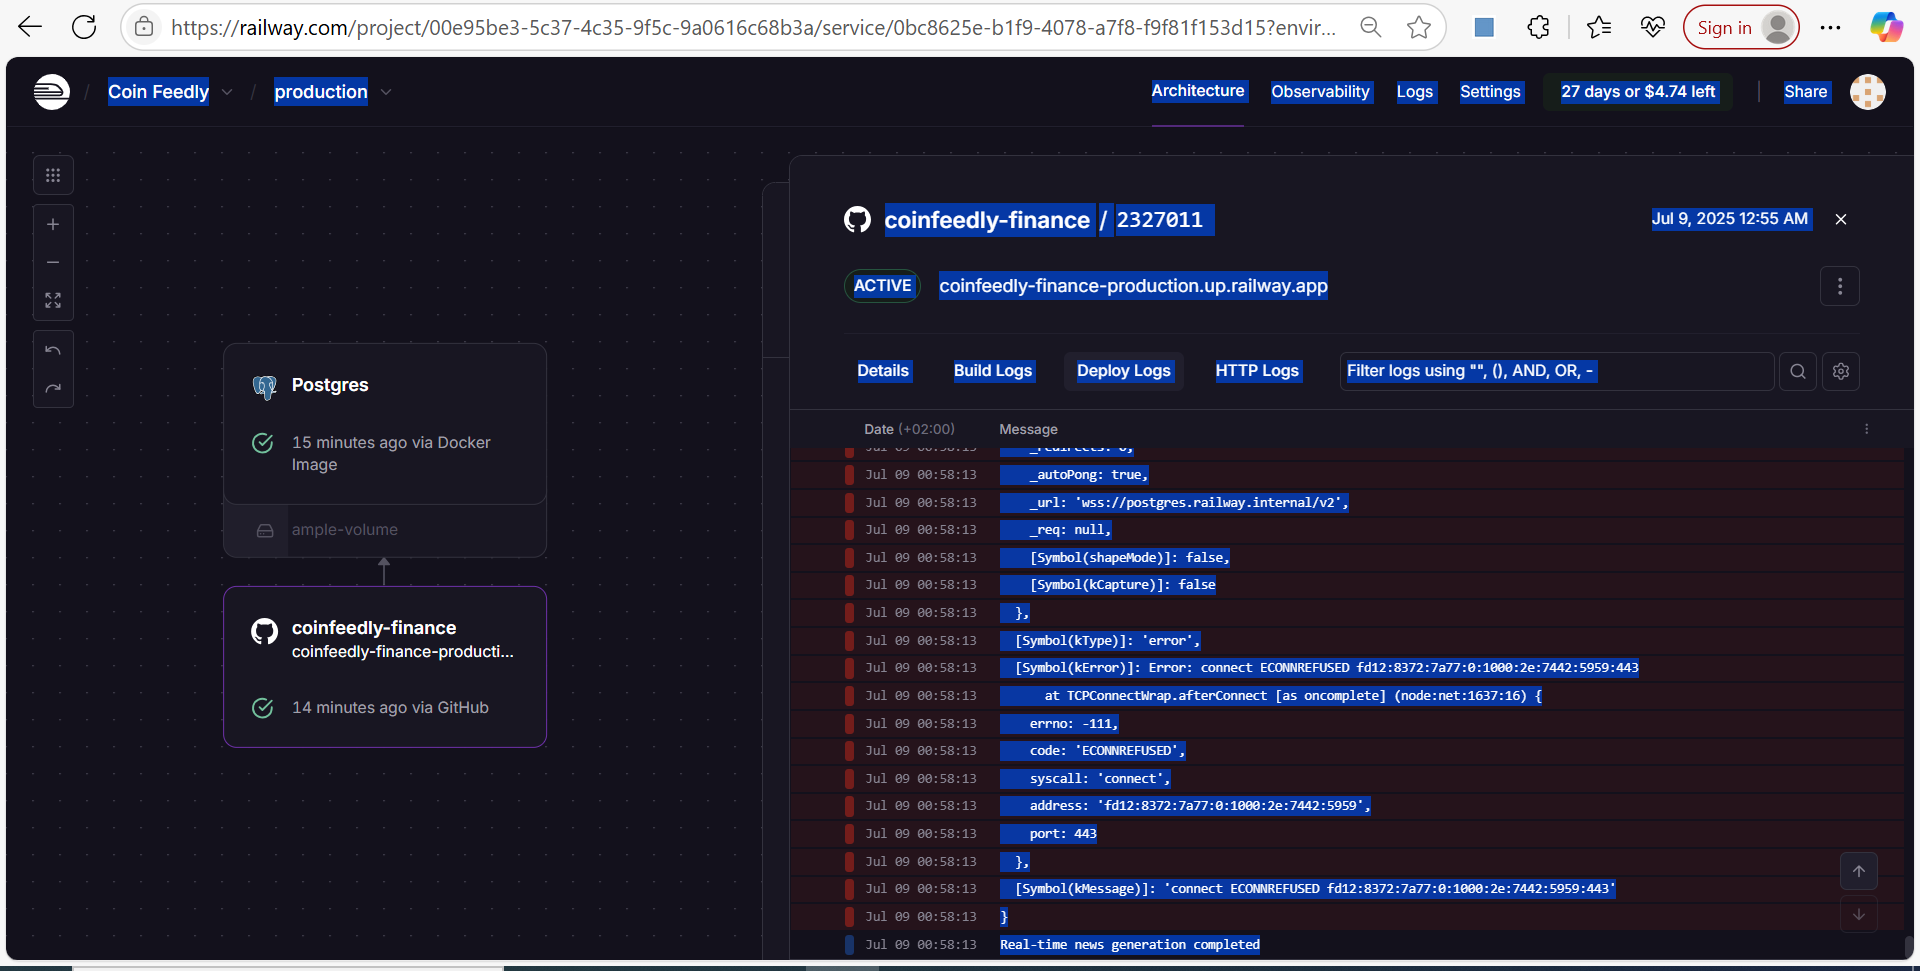 https://railway.com/project/00e95be3-5c37-4c35-9f5c-9a0616c68b3a/service/0bc8625e-b1f9-4078-a7f8-f9f81f153d15?envir...
Sign in
/ Coin Feedly / production
Architecture Observability Logs Settings 27 days or $4.74 left Share
coinfeedly-finance / 2327011 Jul 9, 2025 12:55 AM
ACTIVE coinfeedly-finance-production.up.railway.app
Details Build Logs Deploy Logs HTTP Logs Filter logs using "", (), AND, OR, -
Postgres
15 minutes ago via Docker
Image
ample-volume
coinfeedly-finance
coinfeedly-finance-producti...
14 minutes ago via GitHub
Date (+02:00) Message
Jul 09 00:58:13 _redirects: 0,
Jul 09 00:58:13 _autoPong: true,
Jul 09 00:58:13 _url: 'wss://postgres.railway.internal/v2',
Jul 09 00:58:13 _req: null,
Jul 09 00:58:13 [Symbol(shapeMode)]: false,
Jul 09 00:58:13 [Symbol(kCapture)]: false
Jul 09 00:58:13 },
Jul 09 00:58:13 [Symbol(kType)]: 'error',
Jul 09 00:58:13 [Symbol(kError)]: Error: connect ECONNREFUSED fd12:8372:7a77:0:1000:2e:7442:5959:443
Jul 09 00:58:13 at TCPConnectWrap.afterConnect [as oncomplete] (node:net:1637:16) {
Jul 09 00:58:13 errno: -111,
Jul 09 00:58:13 code: 'ECONNREFUSED',
Jul 09 00:58:13 syscall: 'connect',
Jul 09 00:58:13 address: 'fd12:8372:7a77:0:1000:2e:7442:5959',
Jul 09 00:58:13 port: 443
Jul 09 00:58:13 },
Jul 09 00:58:13 [Symbol(kMessage)]: 'connect ECONNREFUSED fd12:8372:7a77:0:1000:2e:7442:5959:443'
Jul 09 00:58:13 }
Jul 09 00:58:13 Real-time news generation completed